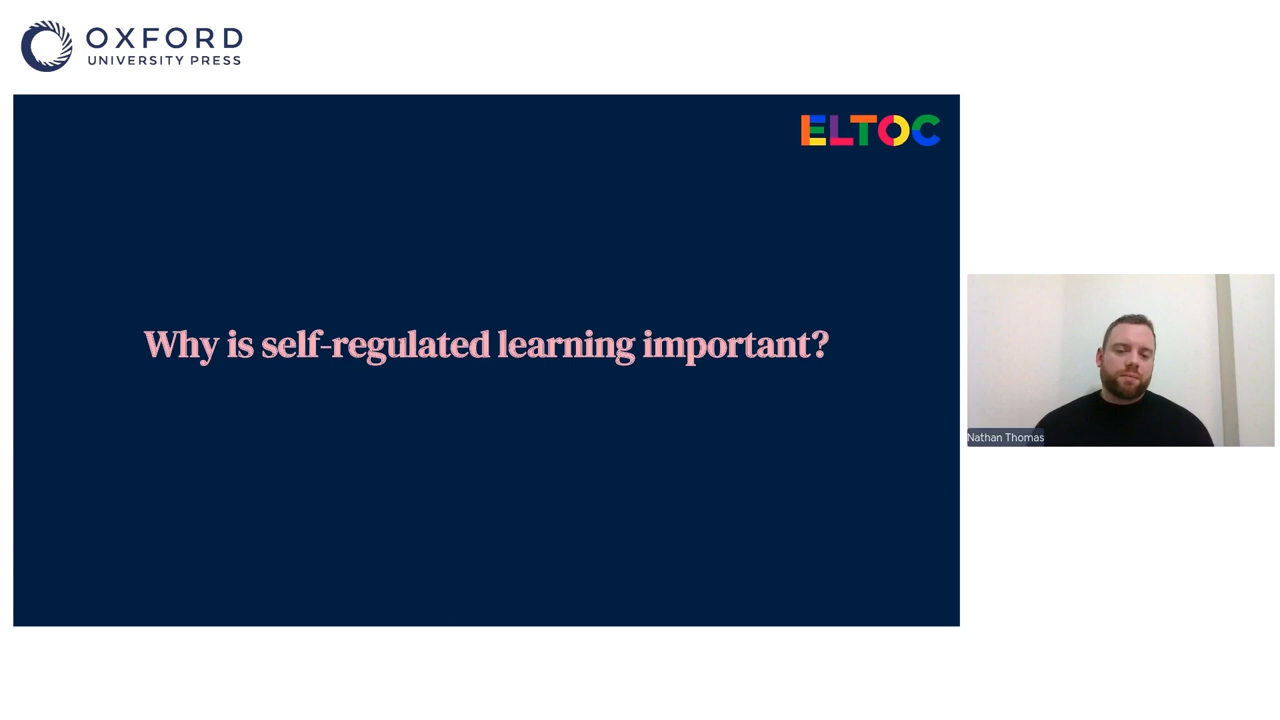 OXFORD
UNIVERSITY PRESS
ELTOC
Why is self-regulated learning important?
Nathan Thomas